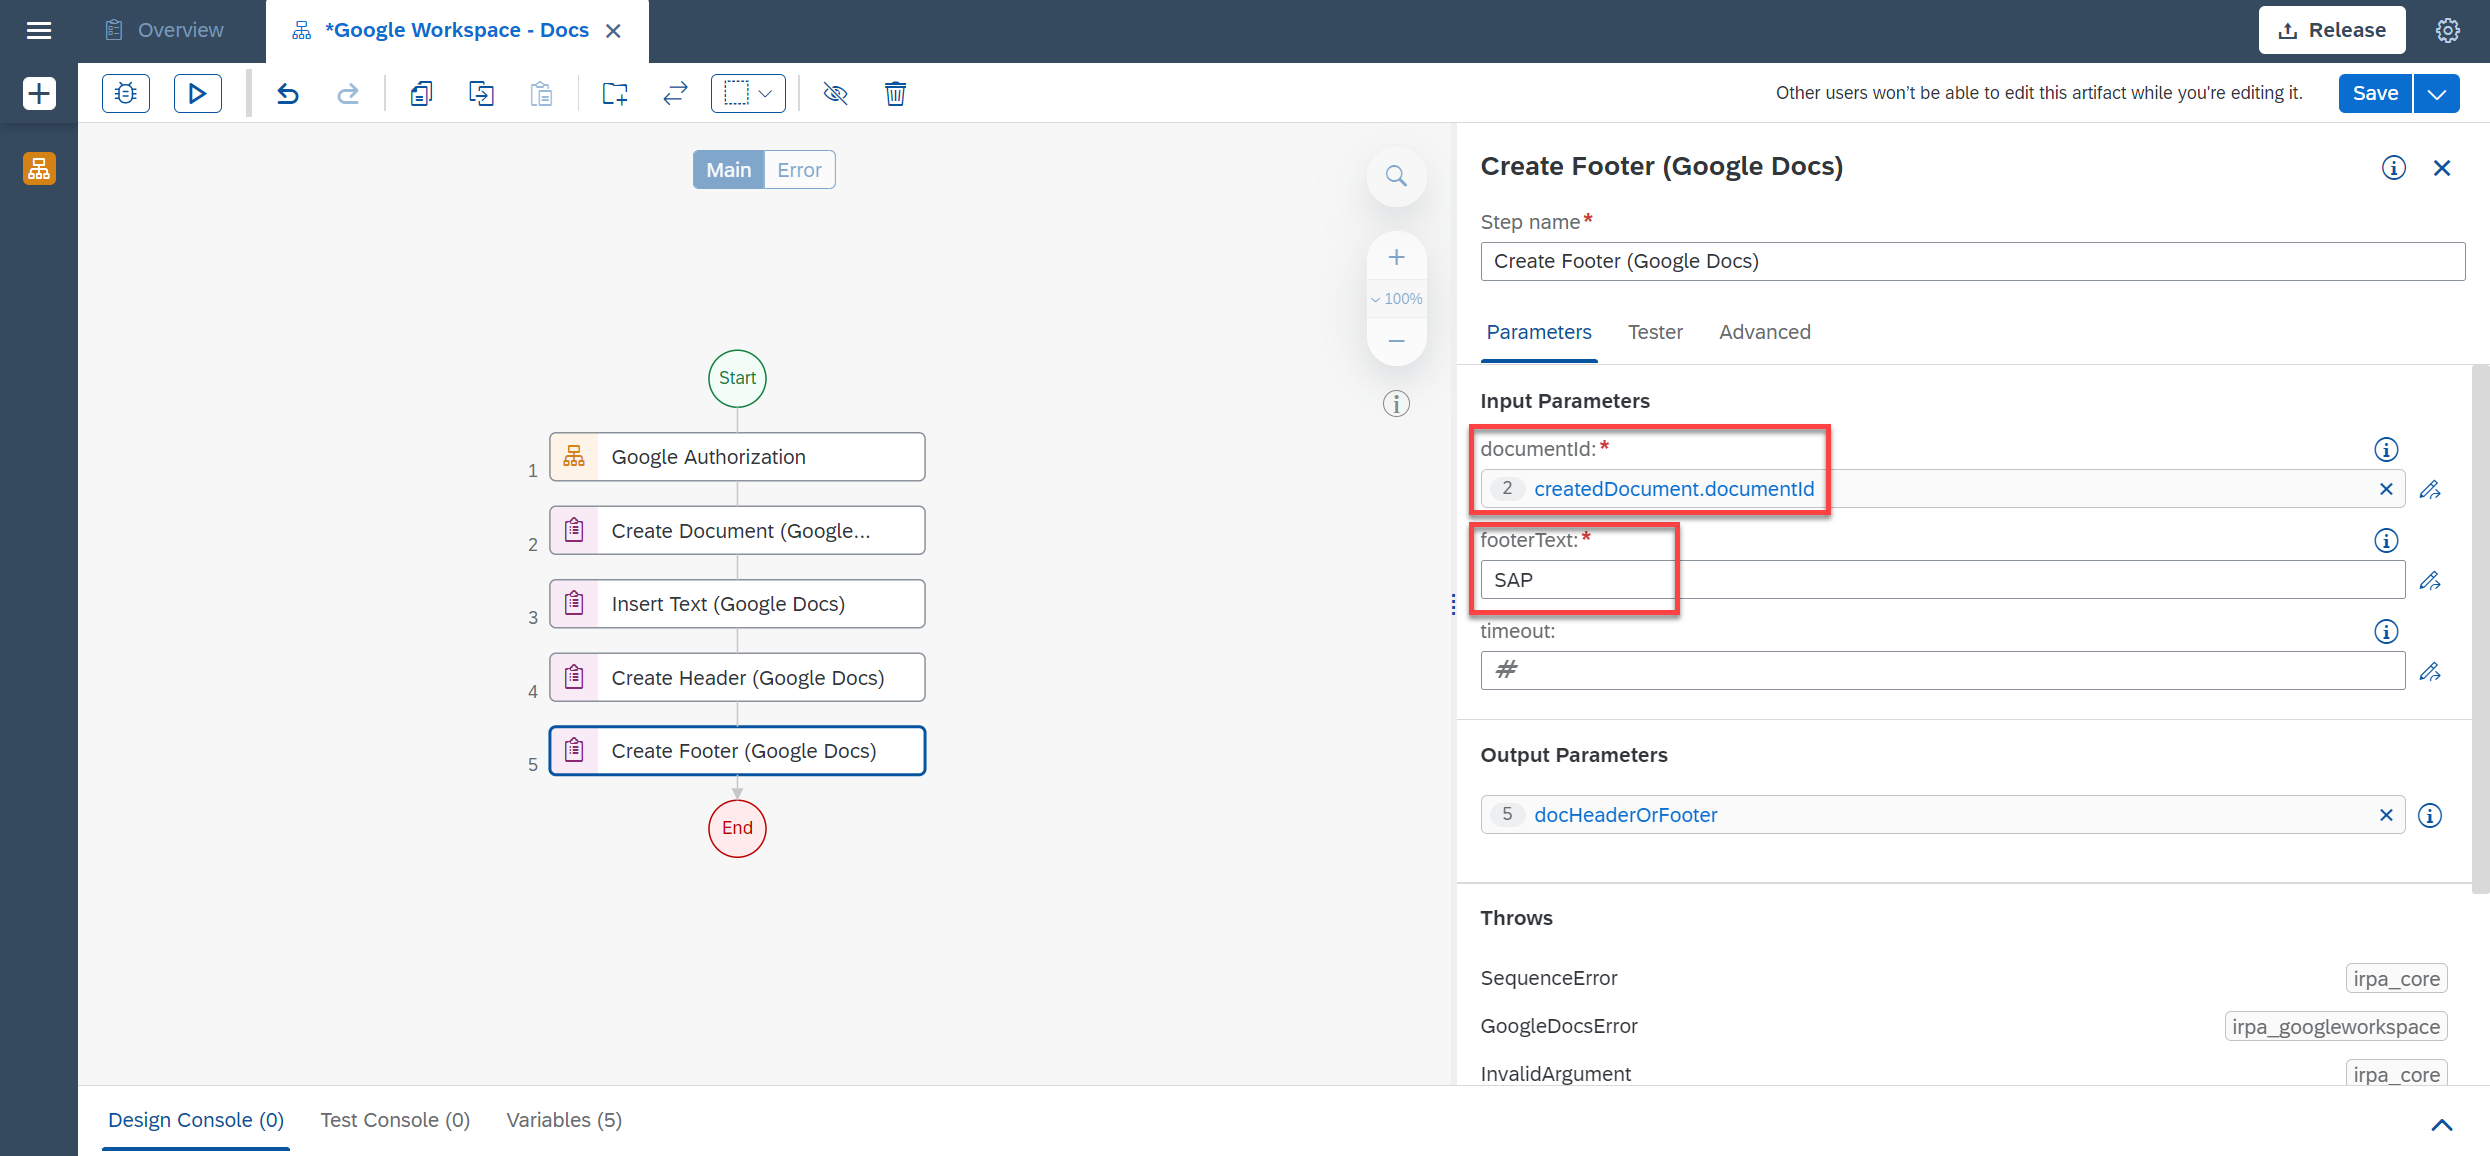 Overview
*Google Workspace - Docs
Release
Other users won't be able to edit this artifact while you're editing it.
Save
Main
Error
100%
Start
1
Google Authorization
2
Create Document (Google...
3
Insert Text (Google Docs)
4
Create Header (Google Docs)
5
Create Footer (Google Docs)
End
Create Footer (Google Docs)
Step name*
Create Footer (Google Docs)
Parameters
Tester
Advanced
Input Parameters
documentId: *
2 createdDocument.documentId
footerText: *
SAP
timeout:
#
Output Parameters
5 docHeaderOrFooter
Throws
SequenceError
irpa_core
GoogleDocsError
irpa_googleworkspace
InvalidArgument
irpa_core
Design Console (0)
Test Console (0)
Variables (5)